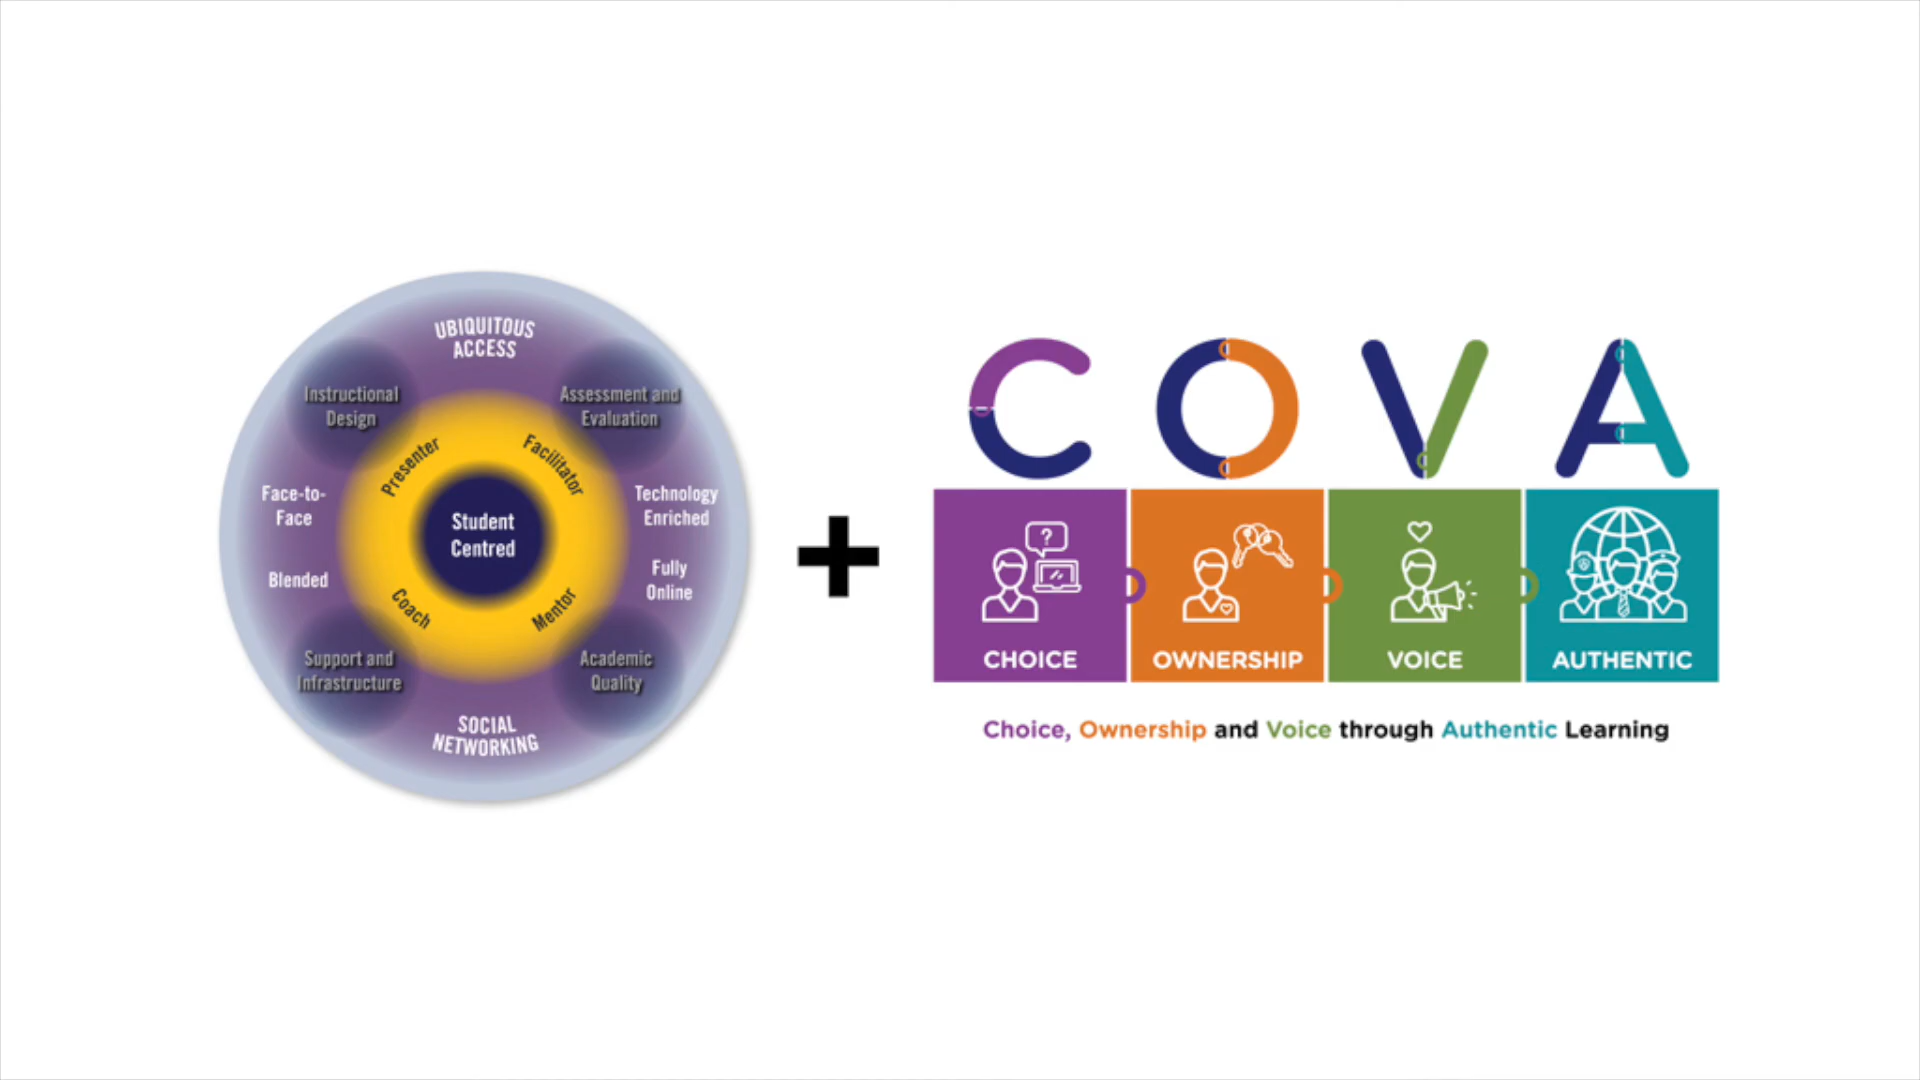 UBIQUITOUS
ACCESS
Instructional
Design
Assessment and
Evaluation
Presenter
Facilitator
Face-to-
Face
Technology
Enriched
Student
Centred
Blended
Fully
Online
Coach
Mentor
Support and
Infrastructure
Academic
Quality
SOCIAL
NETWORKING
+
COVA
?
CHOICE
OWNERSHIP
VOICE
AUTHENTIC
Choice, Ownership and Voice through Authentic Learning